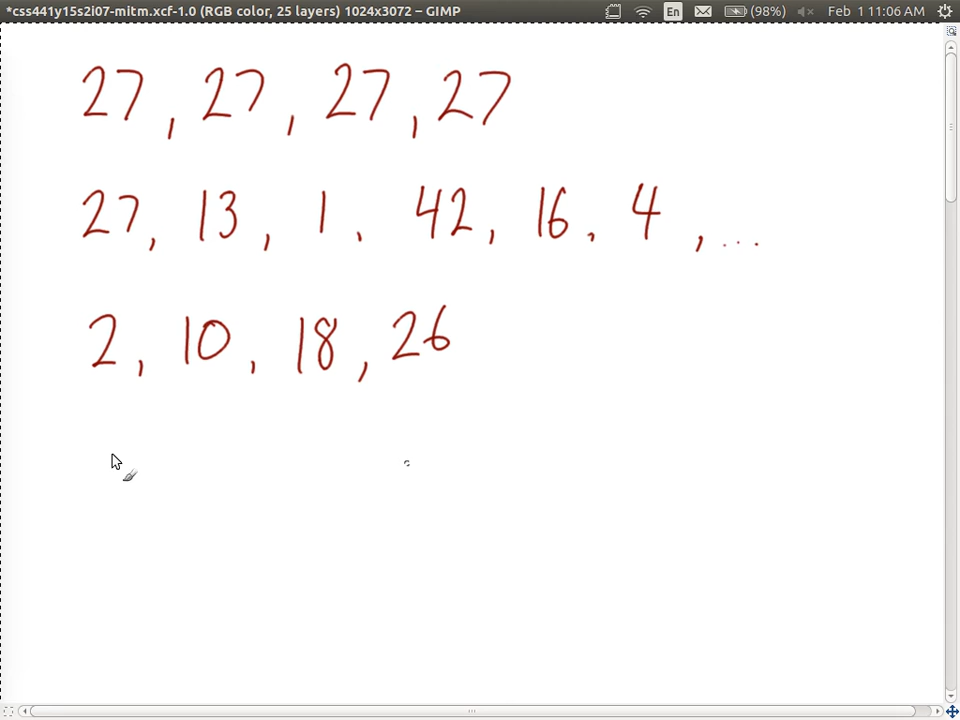 *css441y15s2i07-mitm.xcf-1.0 (RGB color, 25 layers) 1024x3072 – GIMP En (98%) Feb 1 11:06 AM
27, 27, 27, 27
27, 13, 1, 42, 16, 4, ...
2, 10, 18, 26